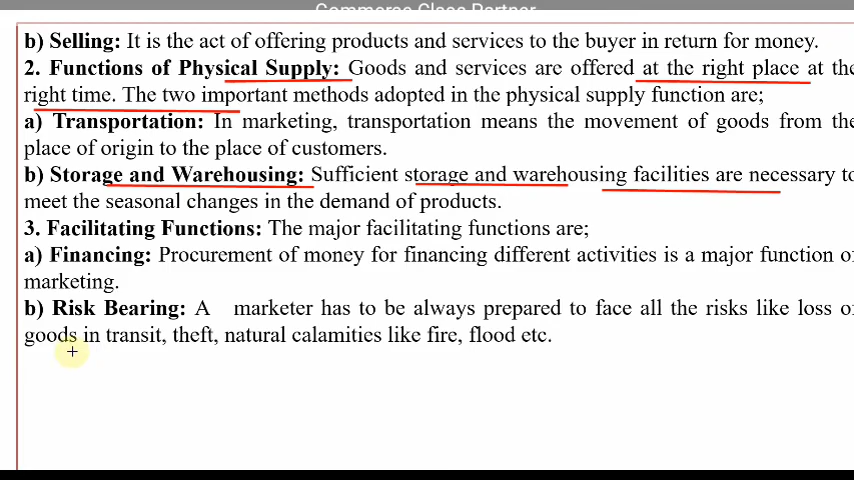 Commerce Class Partner
b) Selling: It is the act of offering products and services to the buyer in return for money.
2. Functions of Physical Supply: Goods and services are offered at the right place at the
right time. The two important methods adopted in the physical supply function are;
a) Transportation: In marketing, transportation means the movement of goods from the
place of origin to the place of customers.
b) Storage and Warehousing: Sufficient storage and warehousing facilities are necessary to
meet the seasonal changes in the demand of products.
3. Facilitating Functions: The major facilitating functions are;
a) Financing: Procurement of money for financing different activities is a major function of
marketing.
b) Risk Bearing: A marketer has to be always prepared to face all the risks like loss of
goods in transit, theft, natural calamities like fire, flood etc.